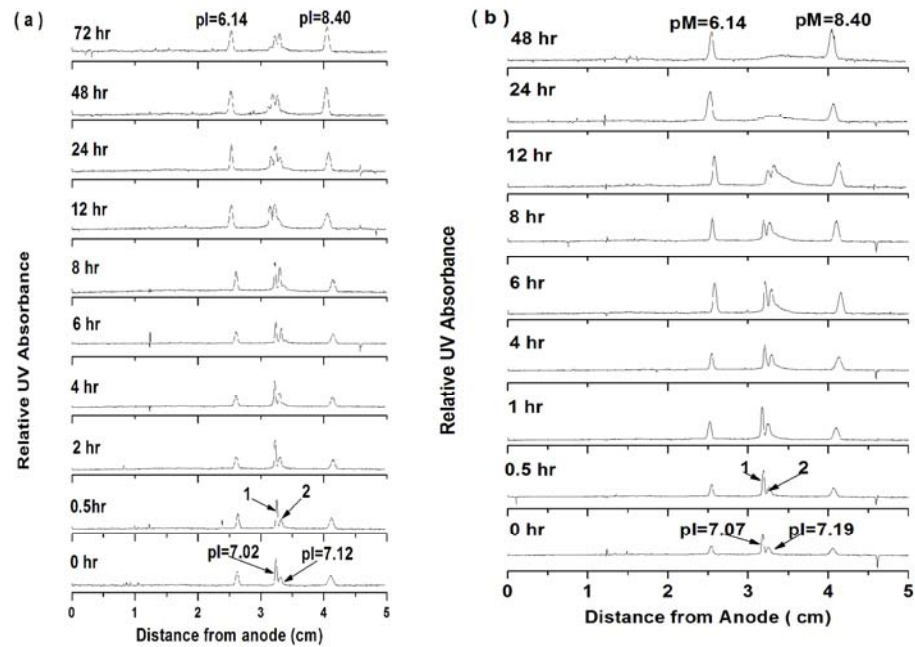 ( a )
pI=6.14
pI=8.40
72 hr
48 hr
24 hr
12 hr
8 hr
6 hr
4 hr
2 hr
0.5hr
1
2
0 hr
pI=7.02
pI=7.12
0 1 2 3 4 5
Distance from anode (cm)
Relative UV Absorbance
( b )
pM=6.14
pM=8.40
48 hr
24 hr
12 hr
8 hr
6 hr
4 hr
1 hr
0.5 hr
1
2
0 hr
pI=7.07
pI=7.19
0 1 2 3 4 5
Distance from Anode ( cm)
Relative UV Absorbance